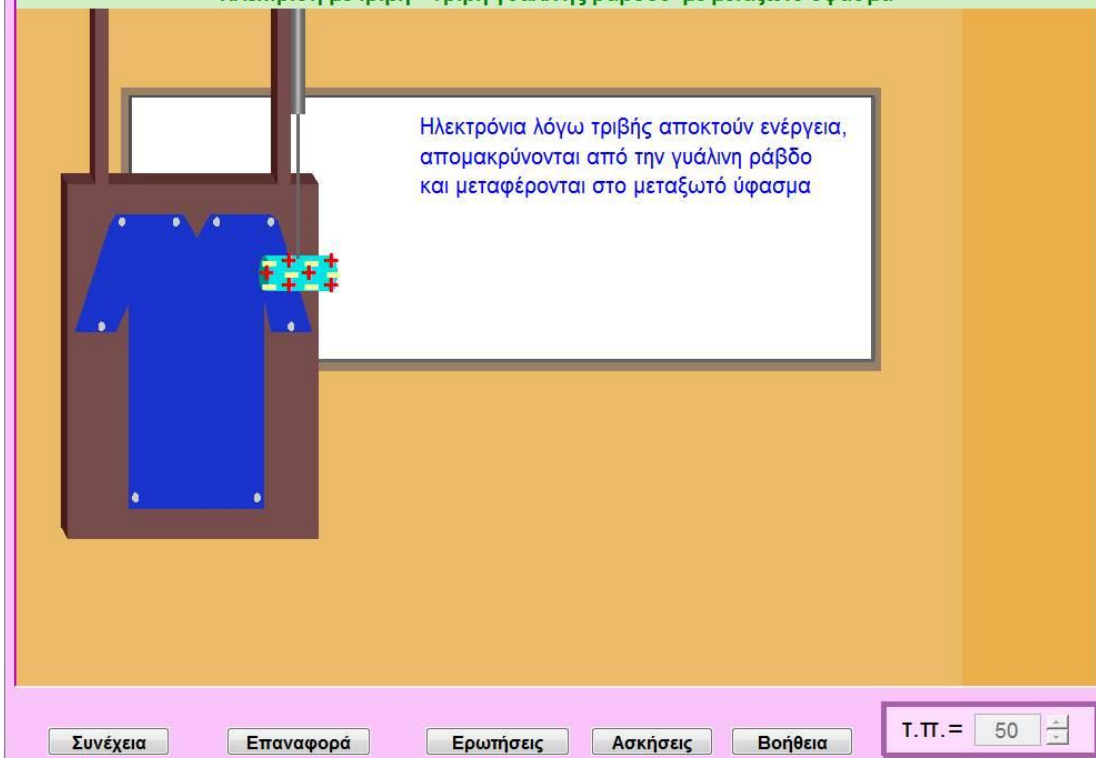 Ηλεκτρόνια λόγω τριβής αποκτούν ενέργεια,
απομακρύνονται από την γυάλινη ράβδο
και μεταφέρονται στο μεταξωτό ύφασμα
Συνέχεια
Επαναφορά
Ερωτήσεις
Ασκήσεις
Βοήθεια
τ.π.= 50